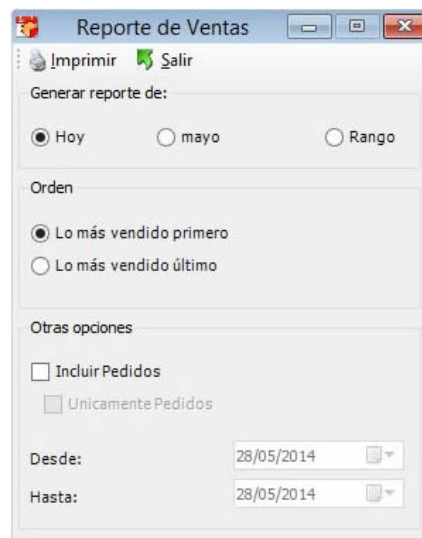 Reporte de Ventas
Imprimir Salir
Generar reporte de:
Hoy mayo Rango
Orden
Lo más vendido primero
Lo más vendido último
Otras opciones
Incluir Pedidos
Unicamente Pedidos
Desde: 28/05/2014
Hasta: 28/05/2014